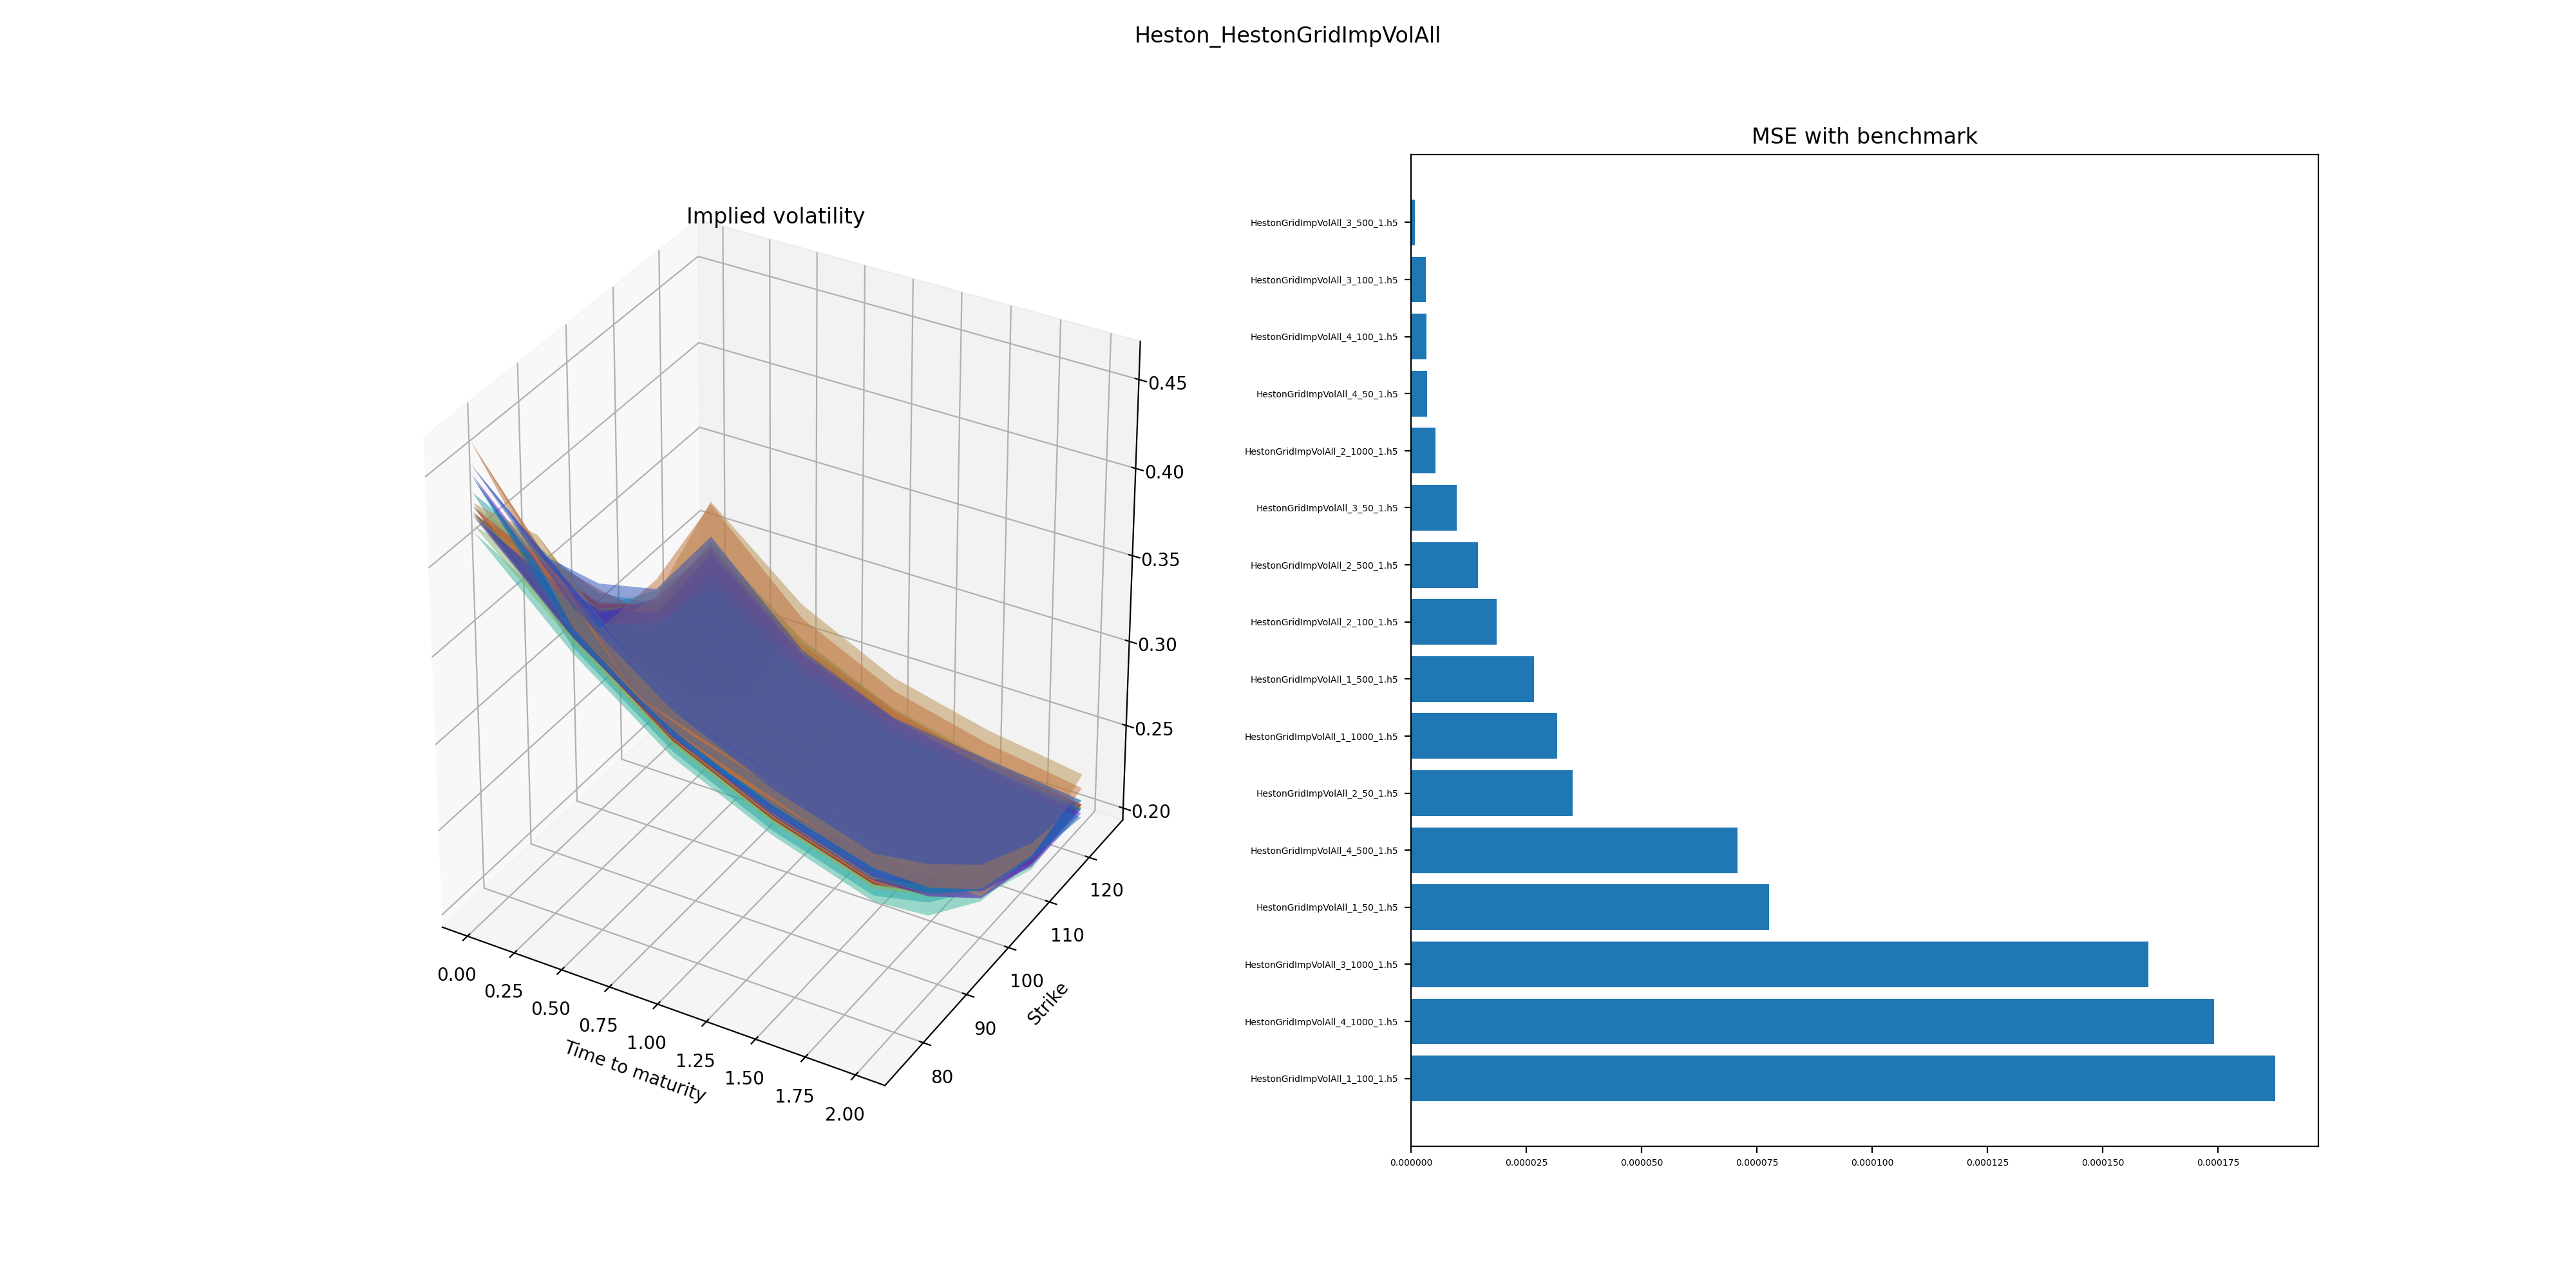 Heston_HestonGridImpVolAll
Implied volatility
0.45
0.40
0.35
0.30
0.25
0.20
120
110
100
90
80
Strike
0.00
0.25
0.50
0.75
1.00
1.25
1.50
1.75
2.00
Time to maturity
MSE with benchmark
HestonGridImpVolAll_3_500_1.h5
HestonGridImpVolAll_3_100_1.h5
HestonGridImpVolAll_4_100_1.h5
HestonGridImpVolAll_4_50_1.h5
HestonGridImpVolAll_2_1000_1.h5
HestonGridImpVolAll_3_50_1.h5
HestonGridImpVolAll_2_500_1.h5
HestonGridImpVolAll_2_100_1.h5
HestonGridImpVolAll_1_500_1.h5
HestonGridImpVolAll_1_1000_1.h5
HestonGridImpVolAll_2_50_1.h5
HestonGridImpVolAll_4_500_1.h5
HestonGridImpVolAll_1_50_1.h5
HestonGridImpVolAll_3_1000_1.h5
HestonGridImpVolAll_4_1000_1.h5
HestonGridImpVolAll_1_100_1.h5
0.000000 0.000025 0.000050 0.000075 0.000100 0.000125 0.000150 0.000175